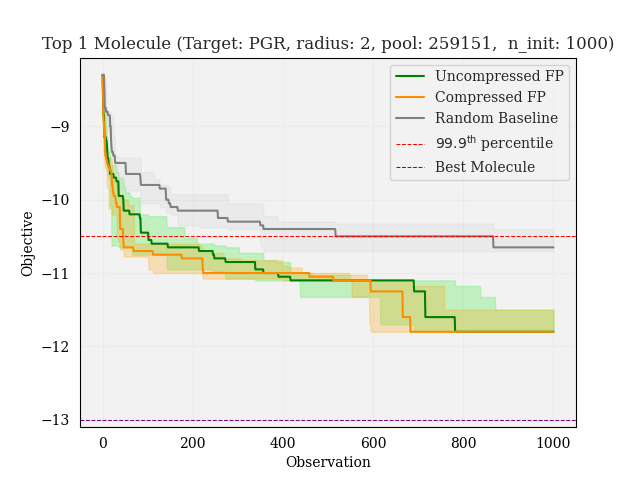 Top 1 Molecule (Target: PGR, radius: 2, pool: 259151,  n_init: 1000)
Uncompressed FP
Compressed FP
Random Baseline
99.9th percentile
Best Molecule
Objective
−9
−10
−11
−12
−13
0 200 400 600 800 1000
Observation